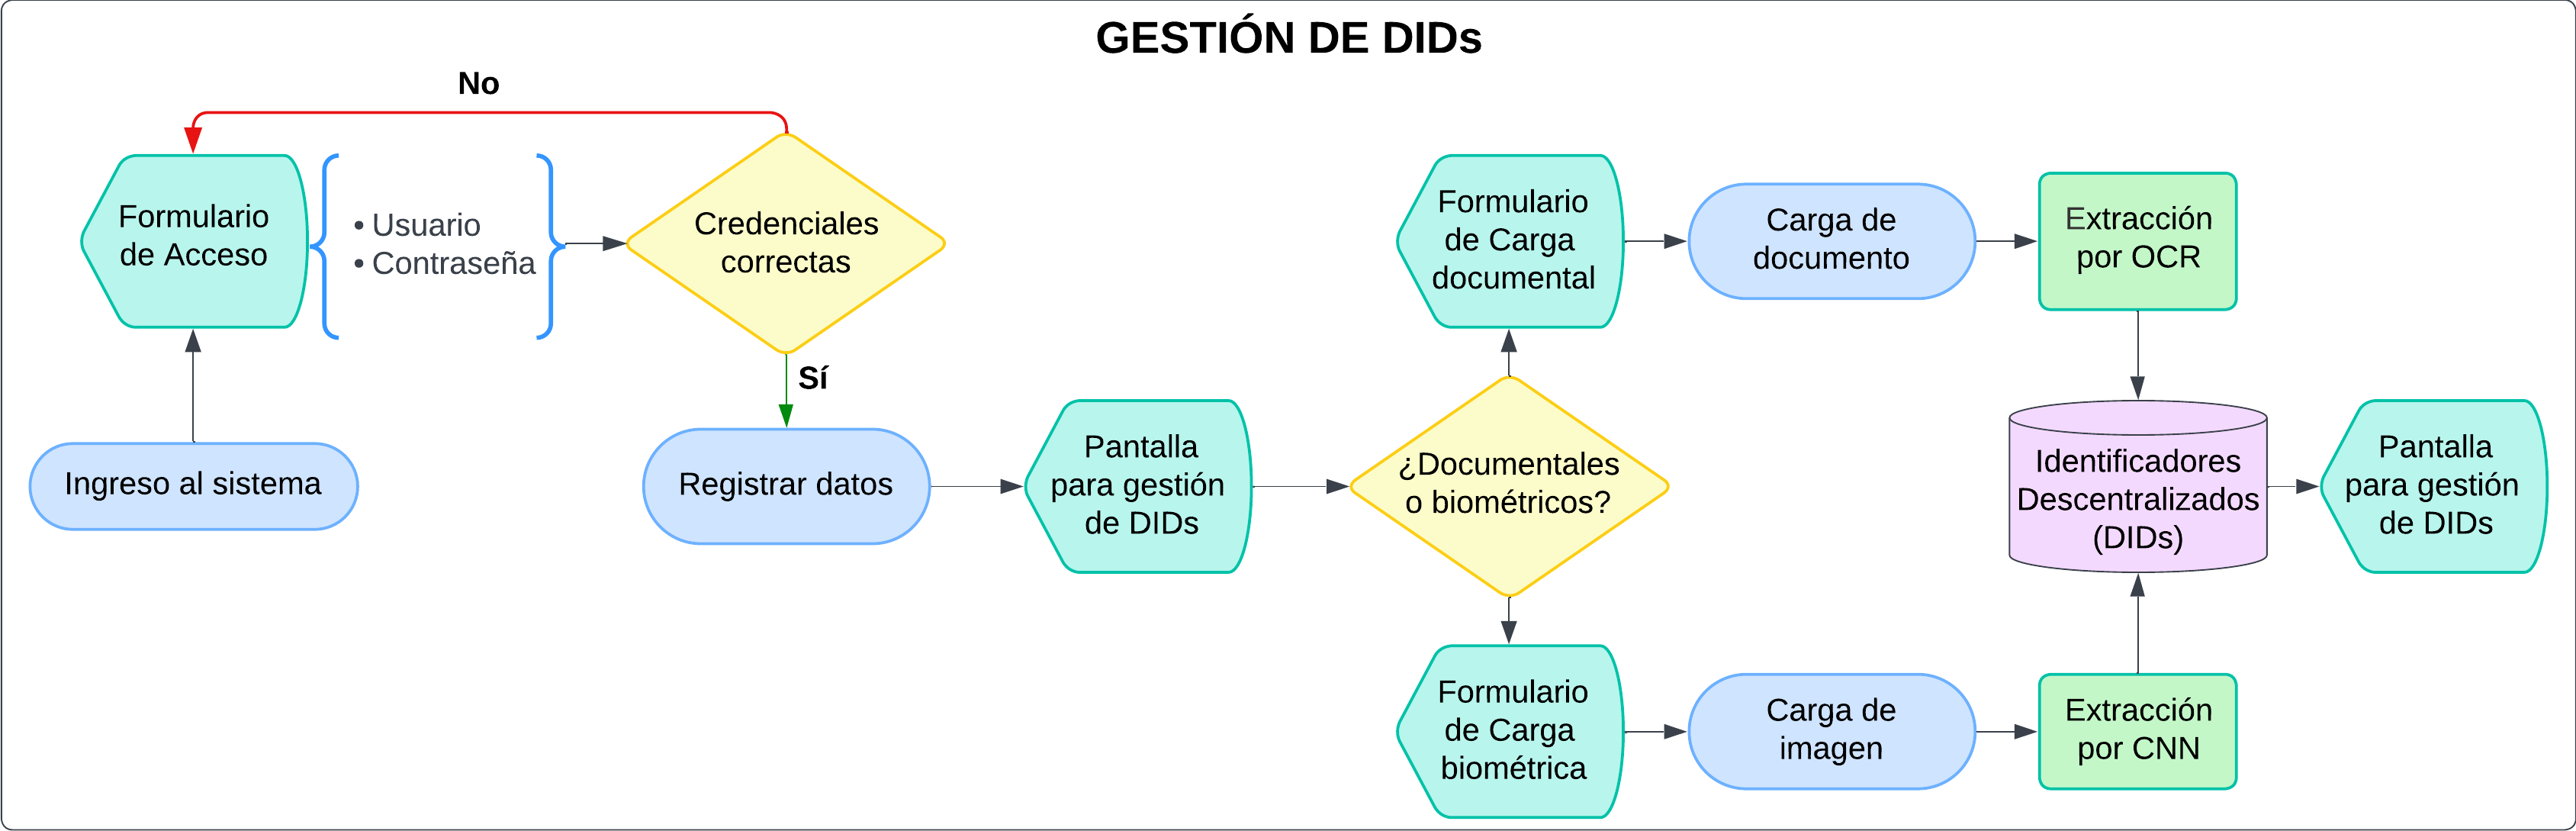 GESTIÓN DE DIDs
No
Formulario
de Acceso
• Usuario
• Contraseña
Credenciales
correctas
Sí
Ingreso al sistema
Registrar datos
Pantalla
para gestión
de DIDs
¿Documentales
o biométricos?
Formulario
de Carga
documental
Carga de
documento
Extracción
por OCR
Formulario
de Carga
biométrica
Carga de
imagen
Extracción
por CNN
Identificadores
Descentralizados
(DIDs)
Pantalla
para gestión
de DIDs